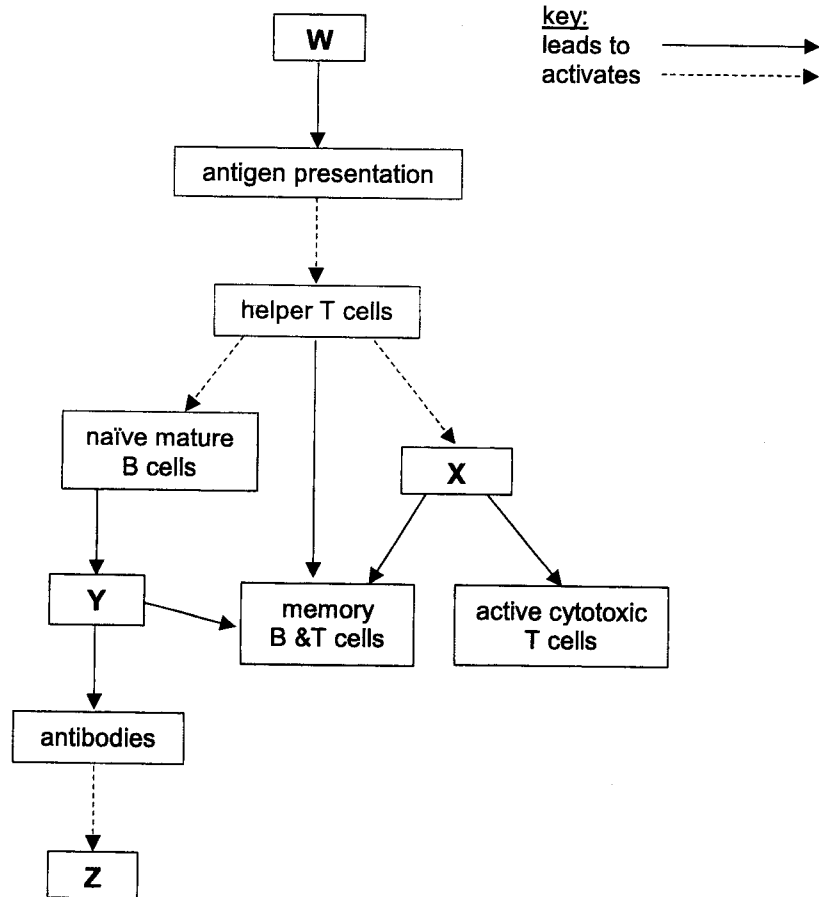 key:
leads to
activates
W
antigen presentation
helper T cells
naïve mature
B cells
X
Y
memory
B &T cells
active cytotoxic
T cells
antibodies
Z